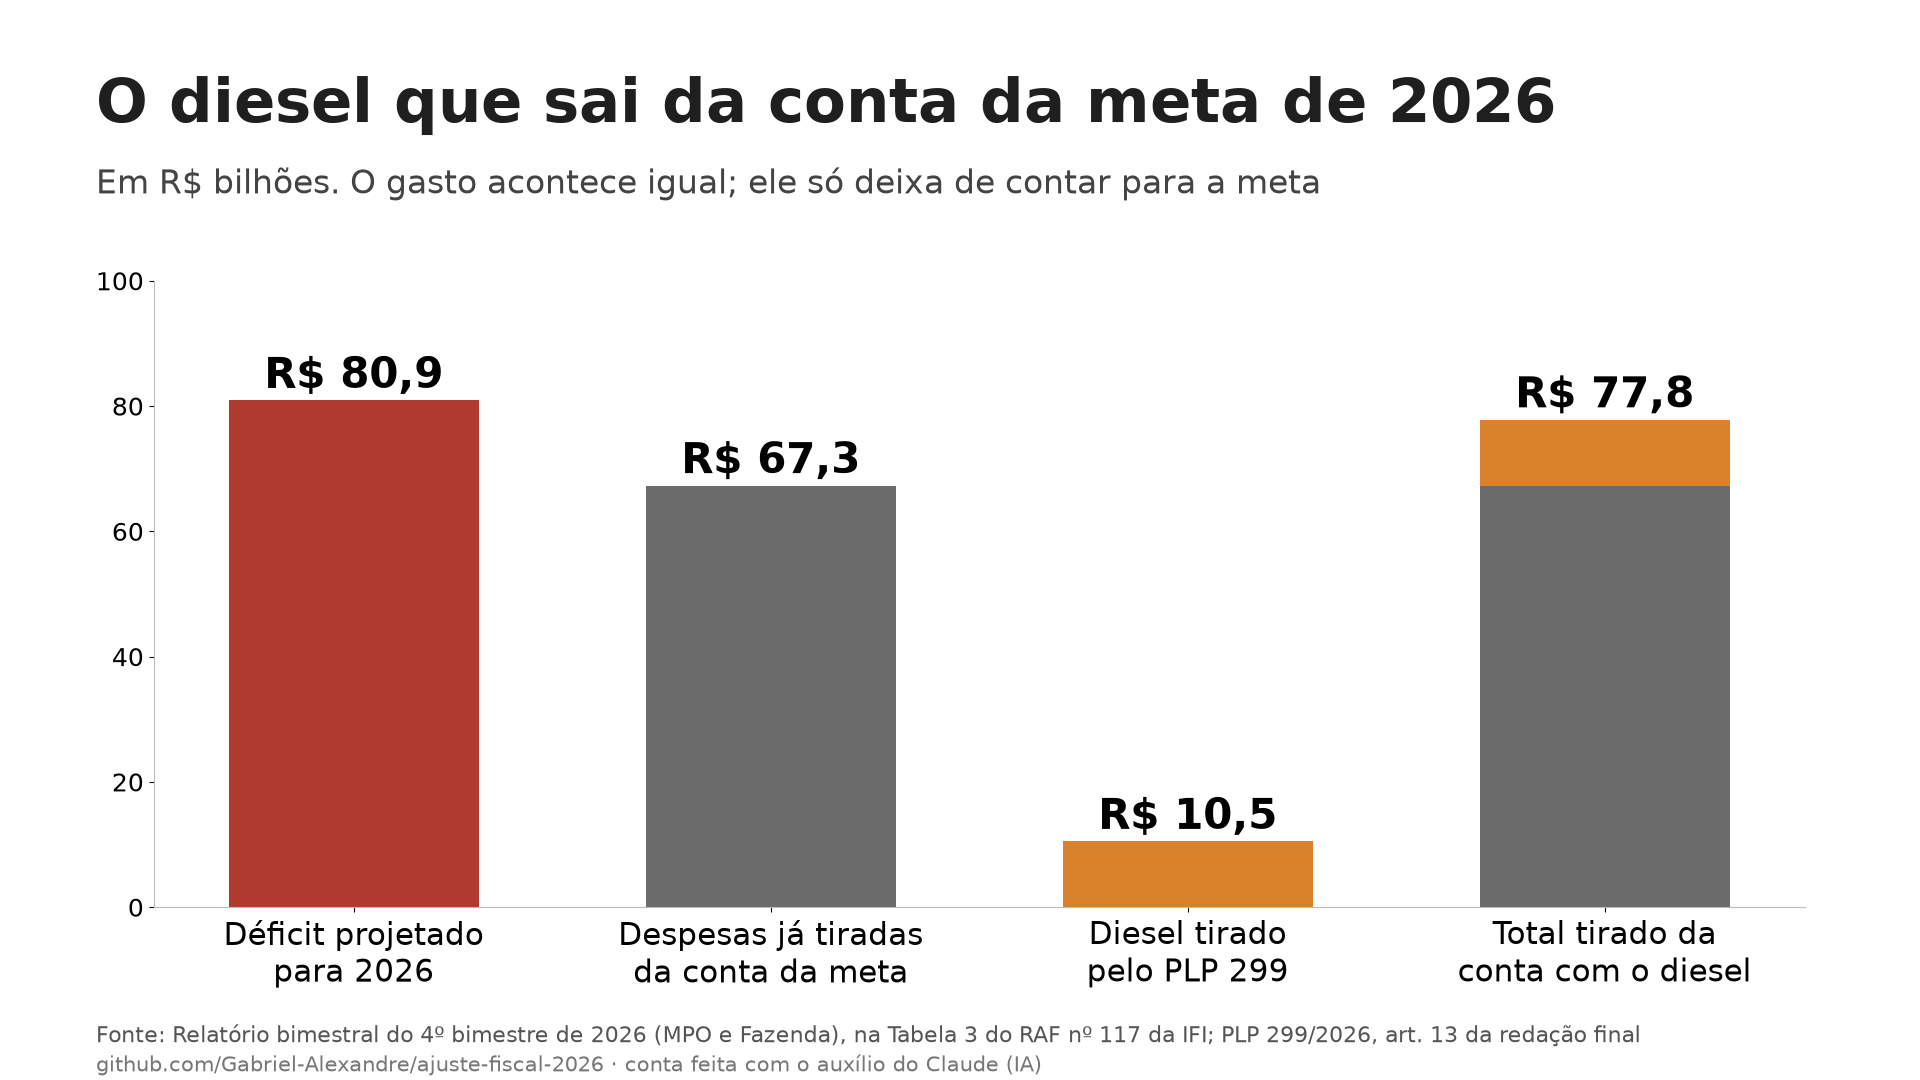 O diesel que sai da conta da meta de 2026
Em R$ bilhões. O gasto acontece igual; ele só deixa de contar para a meta
100
80
60
40
20
0
R$ 80,9
R$ 67,3
R$ 10,5
R$ 77,8
Déficit projetado
para 2026
Despesas já tiradas
da conta da meta
Diesel tirado
pelo PLP 299
Total tirado da
conta com o diesel
Fonte: Relatório bimestral do 4º bimestre de 2026 (MPO e Fazenda), na Tabela 3 do RAF nº 117 da IFI; PLP 299/2026, art. 13 da redação final
github.com/Gabriel-Alexandre/ajuste-fiscal-2026 · conta feita com o auxílio do Claude (IA)